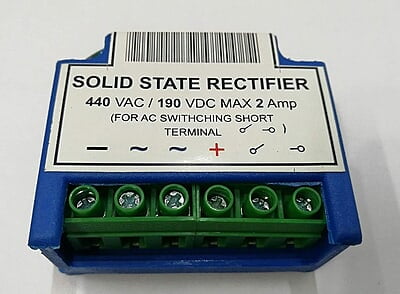 SOLID STATE RECTIFIER
440 VAC / 190 VDC MAX 2 Amp
(FOR AC SWITHCHING SHORT
TERMINAL )
− ~ ~ +